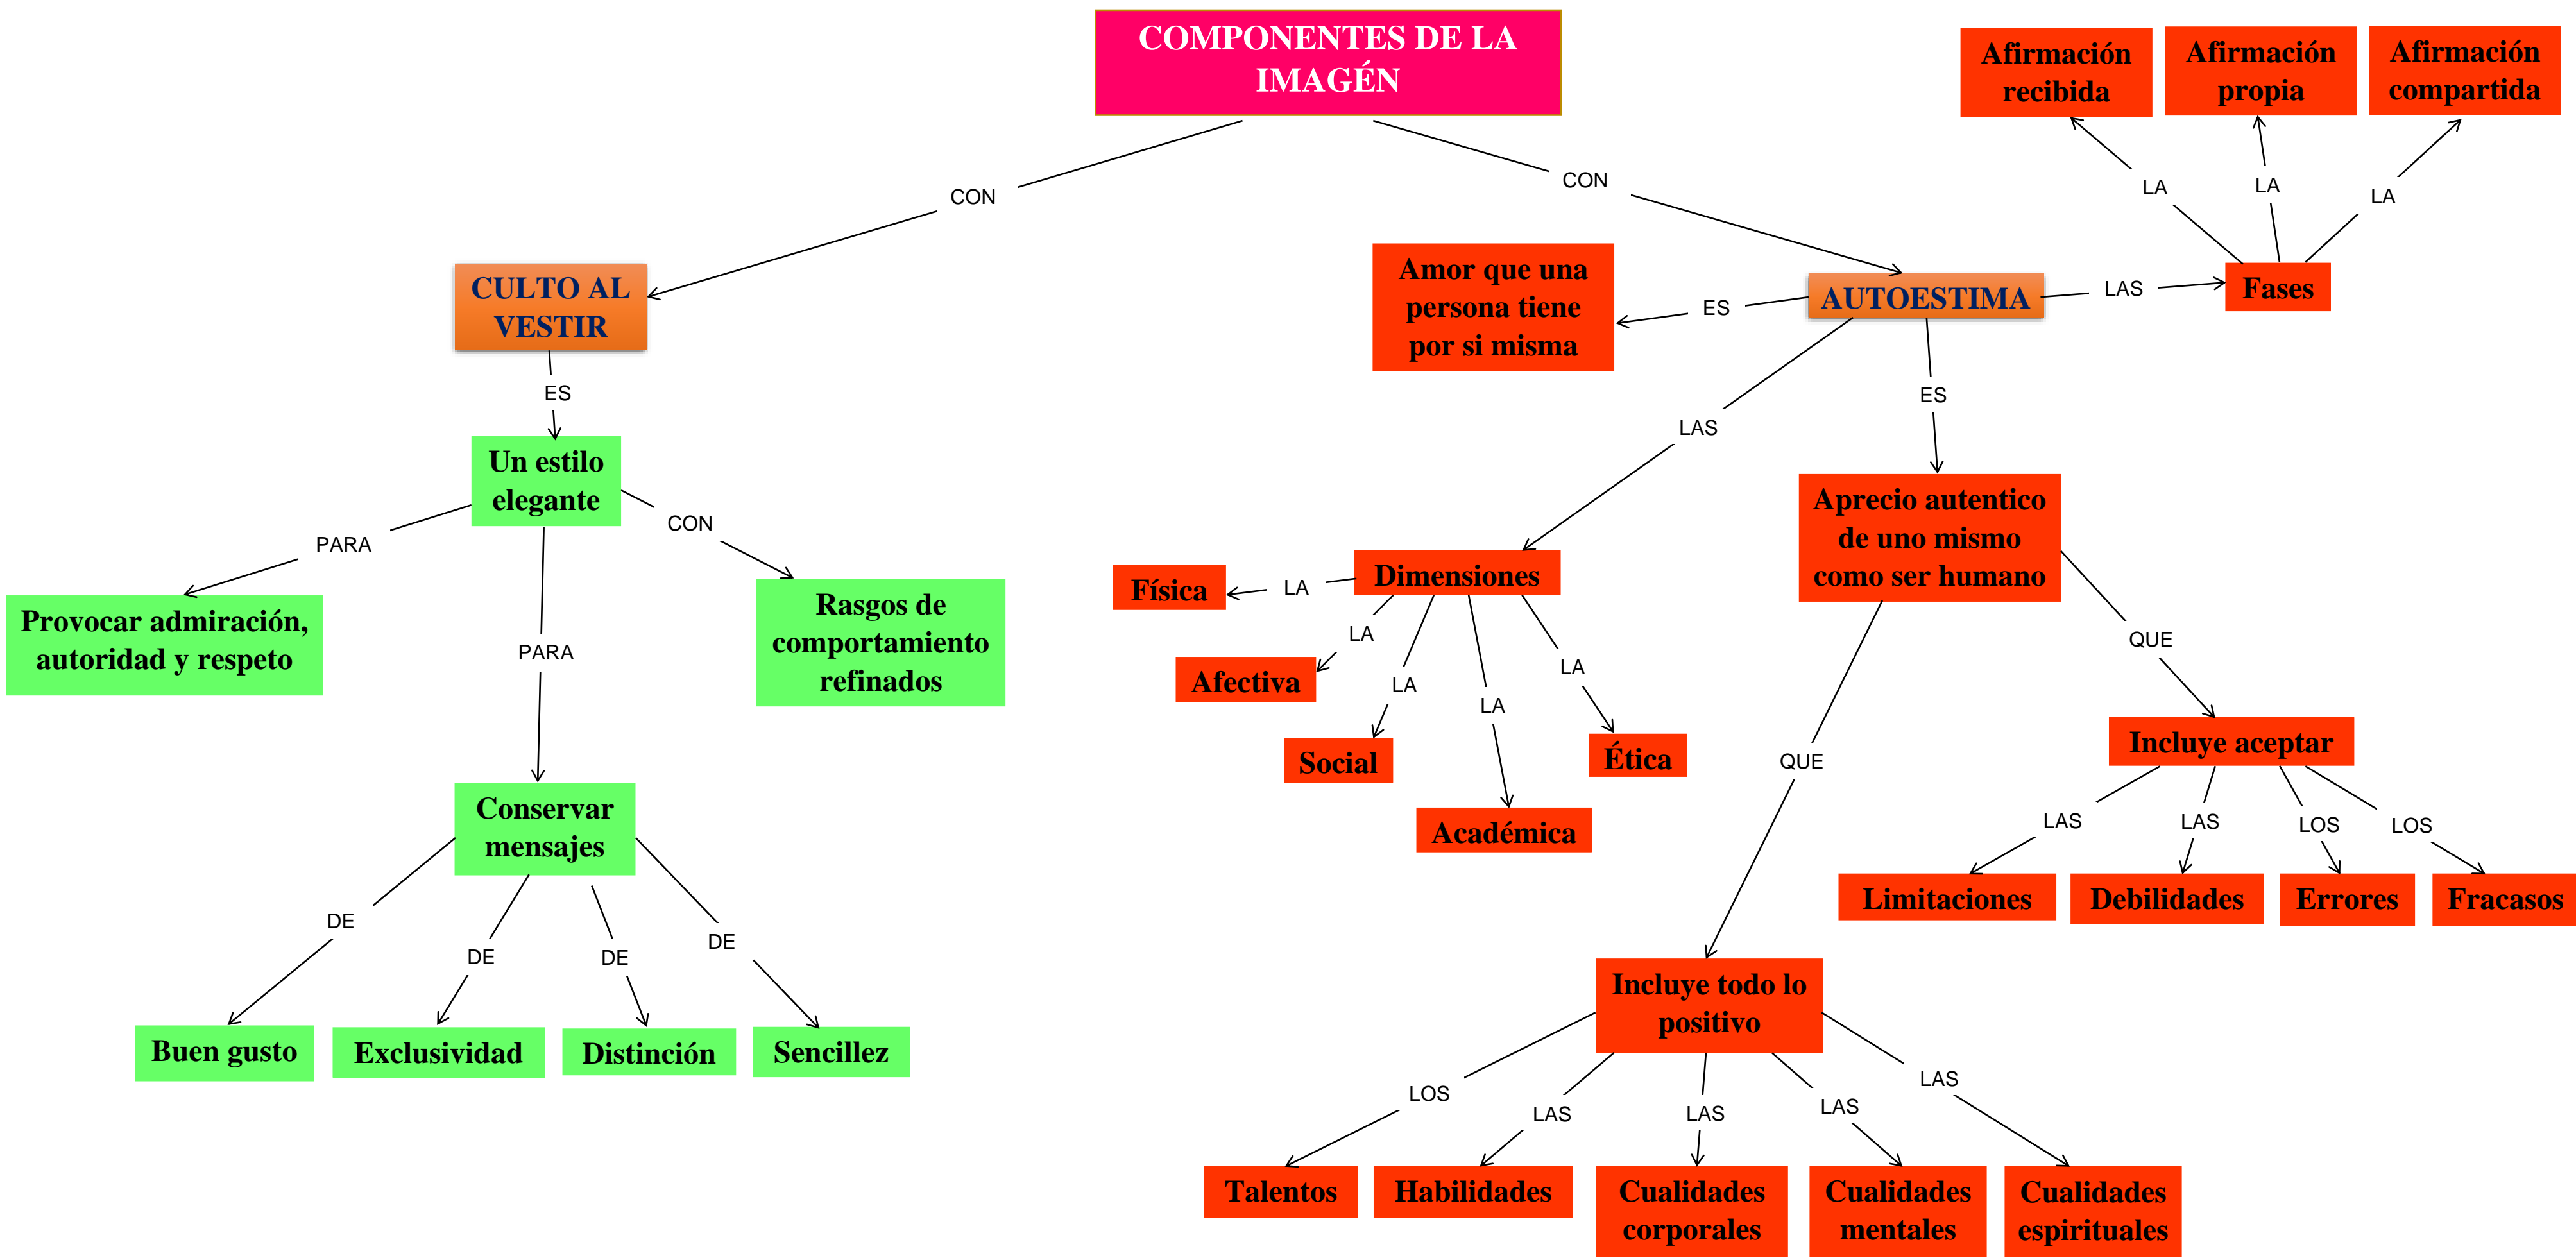 COMPONENTES DE LA
IMAGÉN
Afirmación
recibida
Afirmación
propia
Afirmación
compartida
LA
LA
LA
CON
CON
CULTO AL
VESTIR
Amor que una
persona tiene
por si misma
ES
AUTOESTIMA
LAS
Fases
ES
ES
LAS
Un estilo
elegante
PARA
CON
PARA
Provocar admiración,
autoridad y respeto
Rasgos de
comportamiento
refinados
Aprecio autentico
de uno mismo
como ser humano
Dimensiones
Física
LA
LA
LA
LA
LA
Afectiva
Social
Académica
Ética
QUE
QUE
Incluye aceptar
LAS
LAS
LOS
LOS
Limitaciones
Debilidades
Errores
Fracasos
Conservar
mensajes
DE
DE
DE
DE
Buen gusto
Exclusividad
Distinción
Sencillez
Incluye todo lo
positivo
LOS
LAS
LAS
LAS
LAS
Talentos
Habilidades
Cualidades
corporales
Cualidades
mentales
Cualidades
espirituales